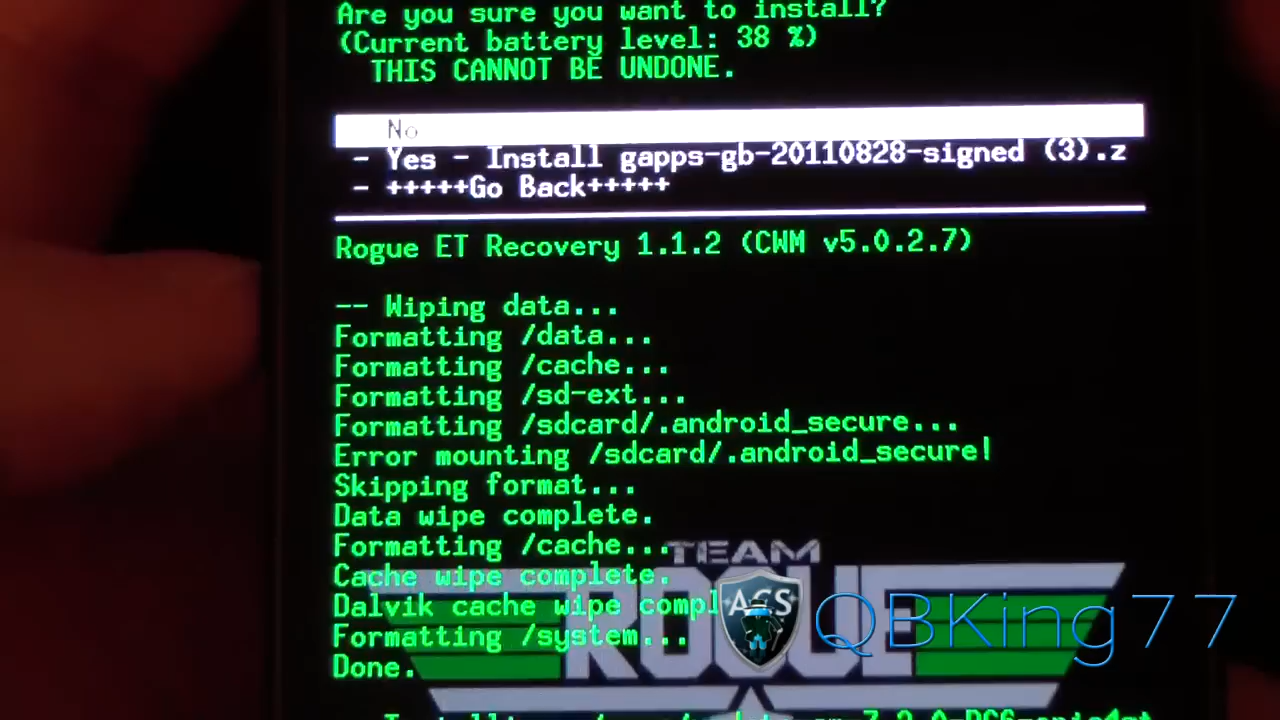 Are you sure you want to install?
(Current battery level: 38 %)
THIS CANNOT BE UNDONE.
No
- Yes - Install gapps-gb-20110828-signed (3).z
- +++++Go Back+++++
Rogue ET Recovery 1.1.2 (CWM v5.0.2.7)
-- Wiping data...
Formatting /data...
Formatting /cache...
Formatting /sd-ext...
Formatting /sdcard/.android_secure...
Error mounting /sdcard/.android_secure!
Skipping format...
Data wipe complete.
Formatting /cache...
Cache wipe complete.
Dalvik cache wipe compl
Formatting /system...
Done.
TEAM
ROGUE
ACS
QBKing77